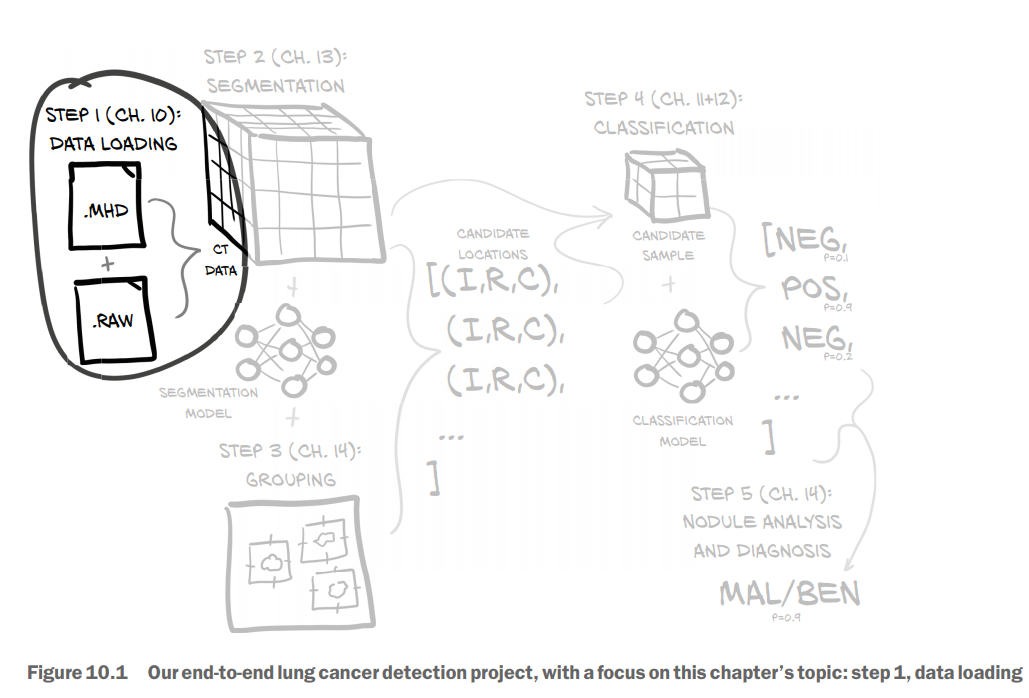 STEP 1 (CH. 10):
DATA LOADING
.MHD
+
.RAW
CT
DATA
STEP 2 (CH. 13):
SEGMENTATION
+
SEGMENTATION
MODEL
+
STEP 3 (CH. 14):
GROUPING
CANDIDATE
LOCATIONS
[(I,R,C),
(I,R,C),
(I,R,C),
...
]
STEP 4 (CH. 11+12):
CLASSIFICATION
CANDIDATE
SAMPLE
+
CLASSIFICATION
MODEL
[NEG,
P=0.1
POS,
P=0.9
NEG,
P=0.2
...
]
STEP 5 (CH. 14):
NODULE ANALYSIS
AND DIAGNOSIS
MAL/BEN
P=0.9
Figure 10.1 Our end-to-end lung cancer detection project, with a focus on this chapter's topic: step 1, data loading